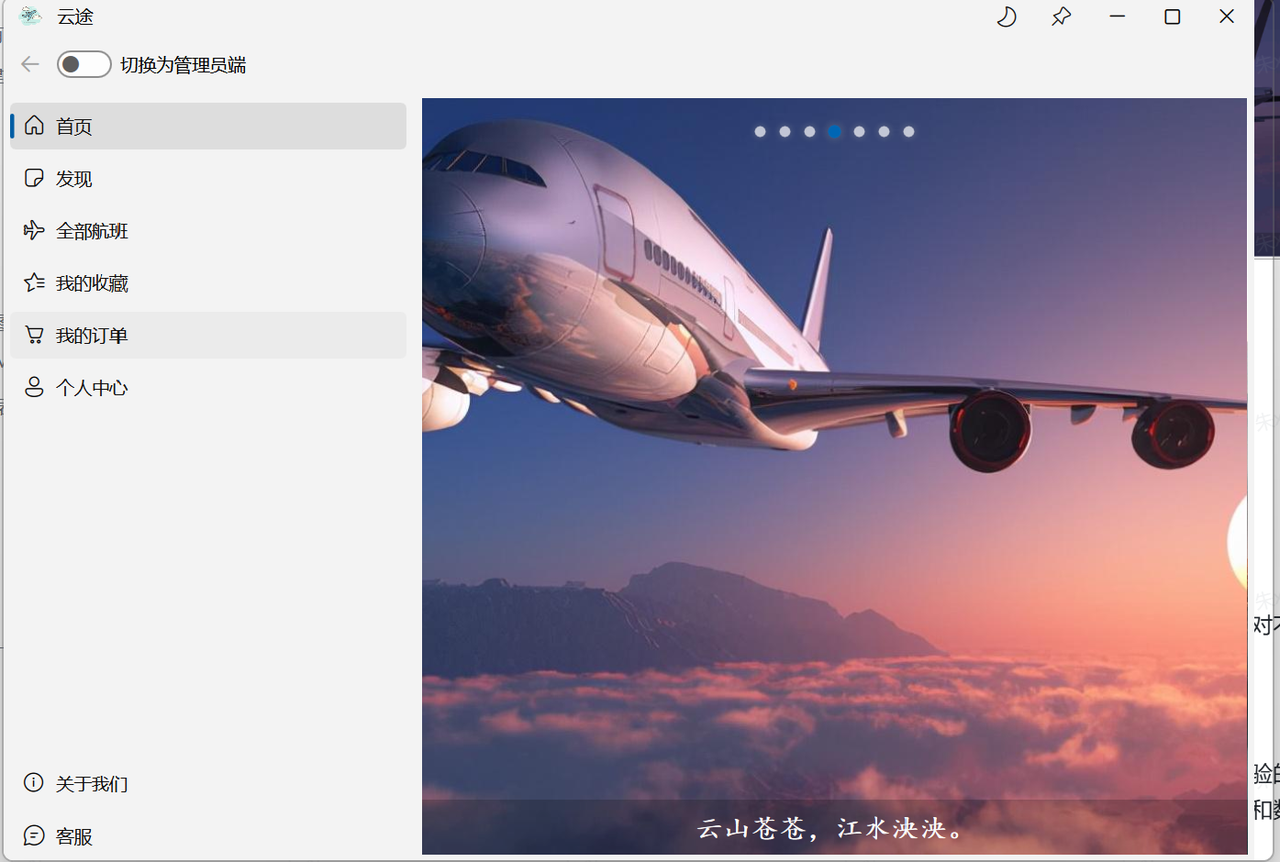 云途
切换为管理员端
首页
发现
全部航班
我的收藏
我的订单
个人中心
关于我们
客服
云山苍苍，江水泱泱。
对
验
和